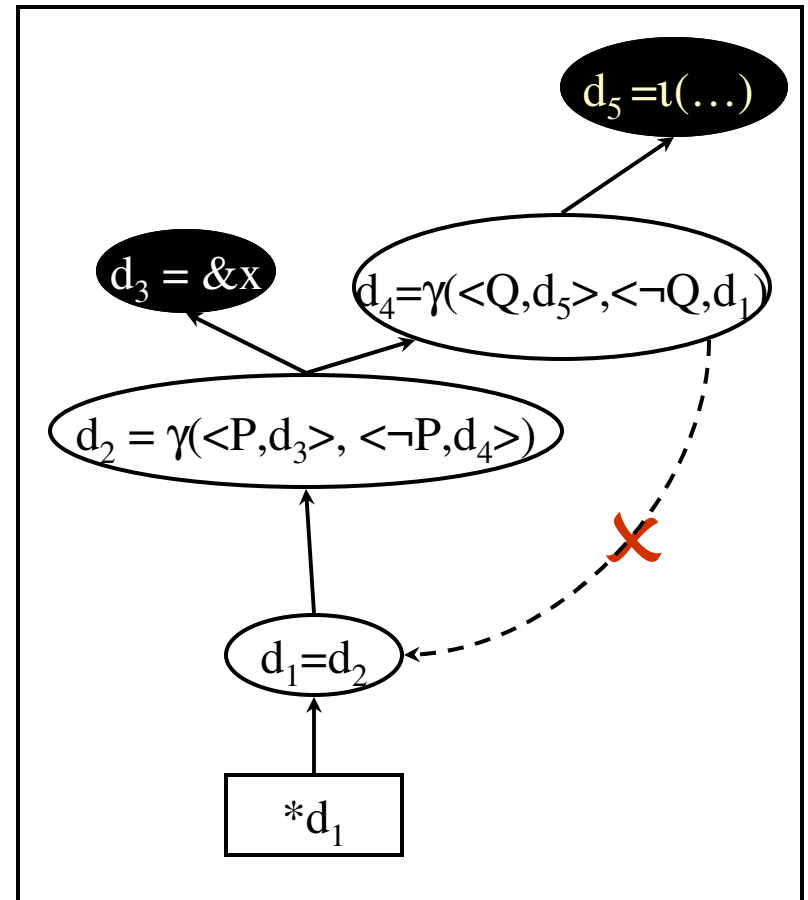 d₅ =ι(…)
d₃ = &x
d₄=γ(<Q,d₅>,<¬Q,d₁)
d₂ = γ(<P,d₃>, <¬P,d₄>)
d₁=d₂
*d₁